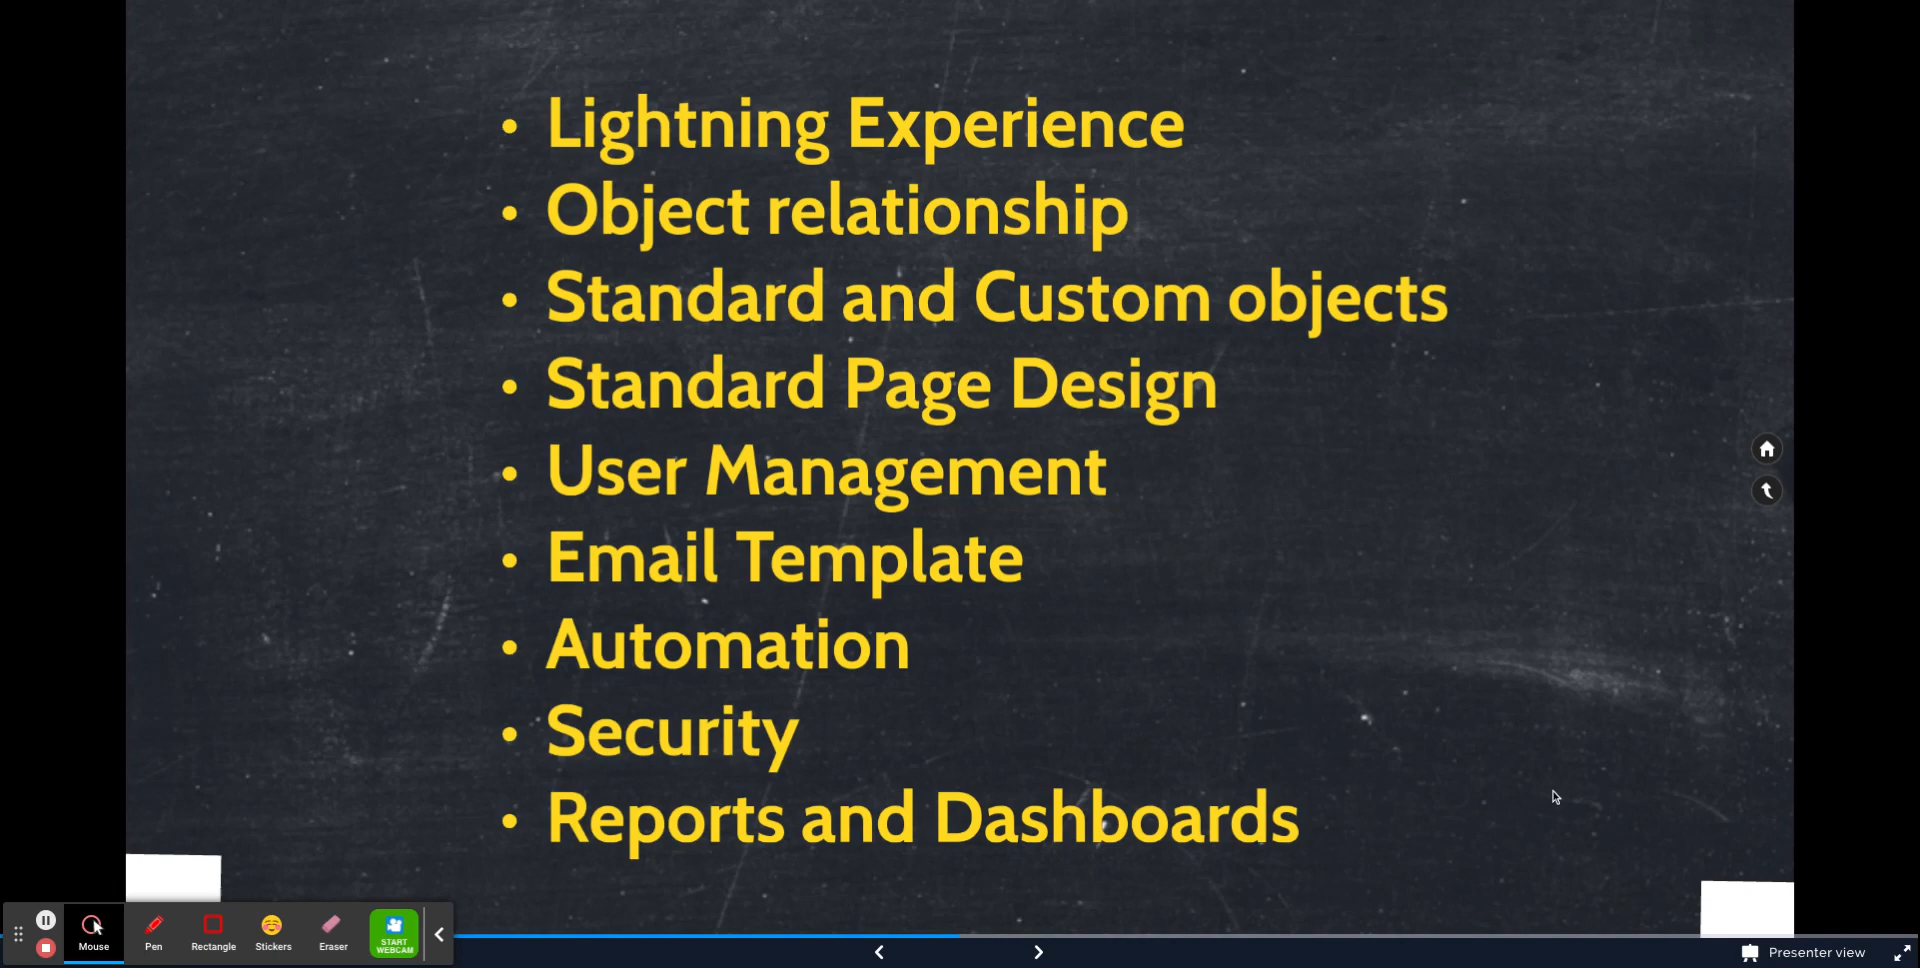 • Lightning Experience
• Object relationship
• Standard and Custom objects
• Standard Page Design
• User Management
• Email Template
• Automation
• Security
• Reports and Dashboards
Mouse
Pen
Rectangle
Stickers
Eraser
START
WEBCAM
Presenter view